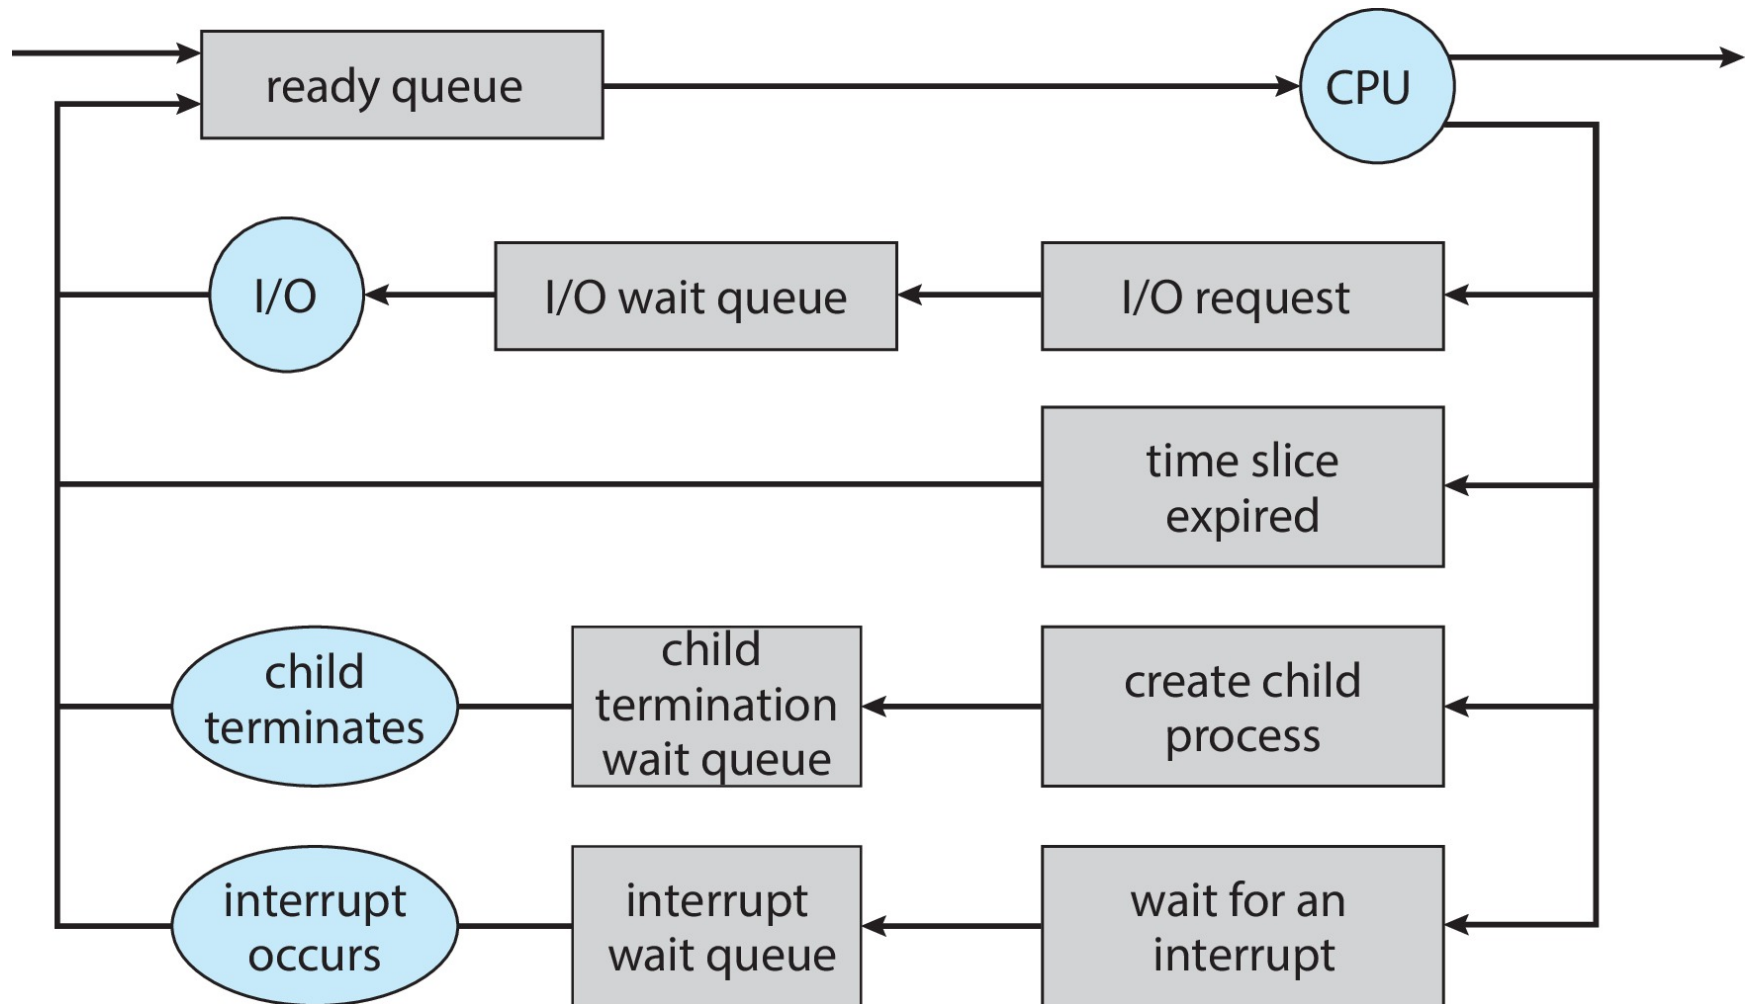 ready queue
CPU
I/O
I/O wait queue
I/O request
time slice
expired
child
terminates
child
termination
wait queue
create child
process
interrupt
occurs
interrupt
wait queue
wait for an
interrupt